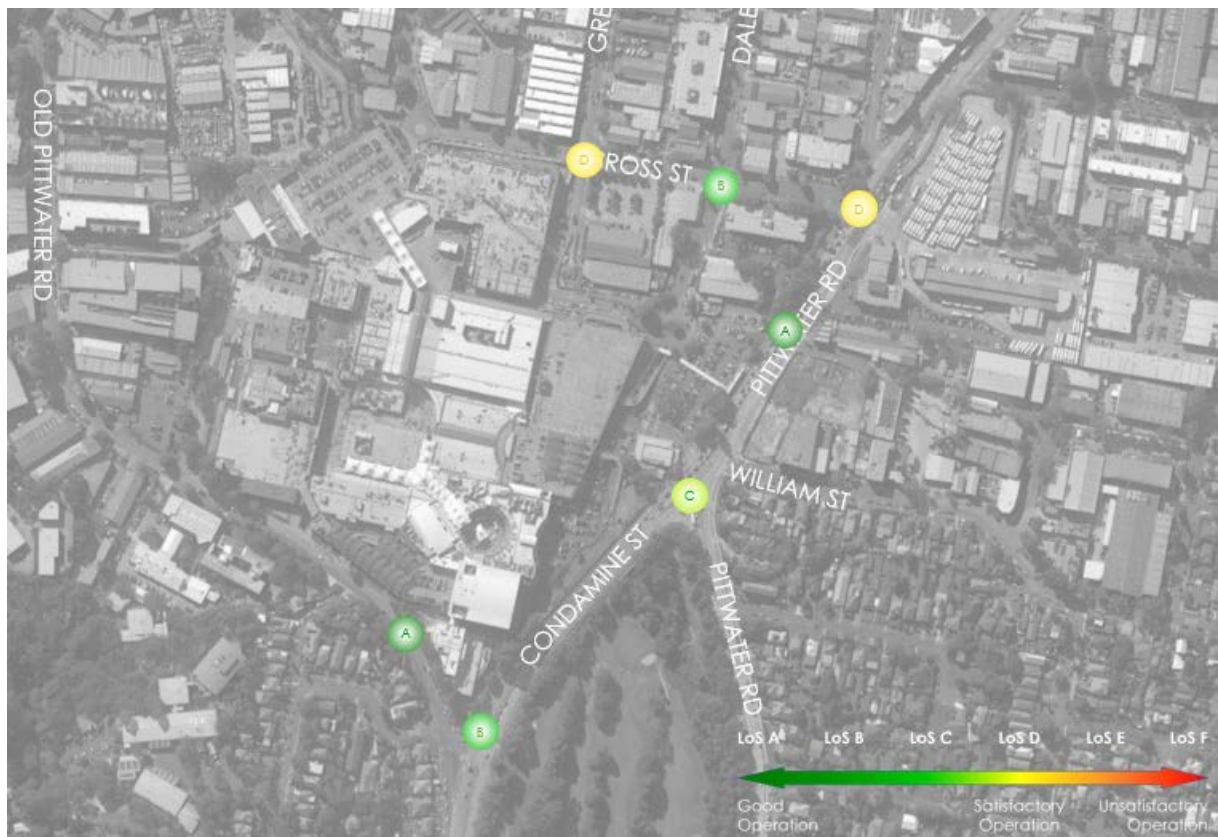 GRE
DALE
OLD PITTWATER RD
D
ROSS ST
B
D
A
PITTWATER RD
WILLIAM ST
C
CONDAMINE ST
PITTWATER RD
A
B
LoS A
LoS B
LoS C
LoS D
LoS E
LoS F
Good
Operation
Satisfactory
Operation
Unsatisfactory
Operation